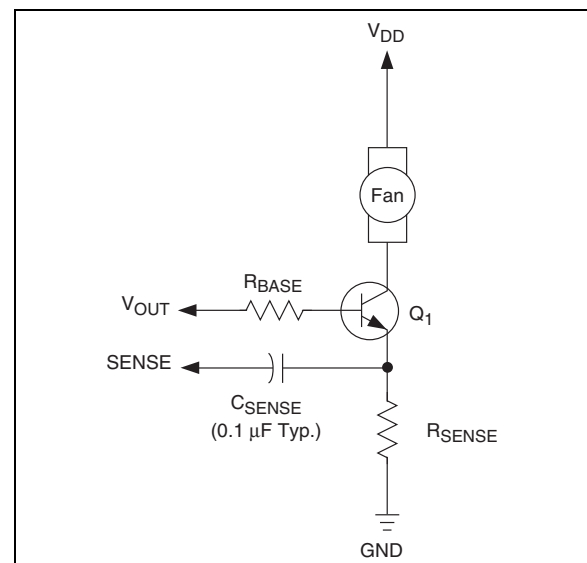 VDD
Fan
RBASE
VOUT
Q1
SENSE
CSENSE
(0.1 μF Typ.)
RSENSE
GND